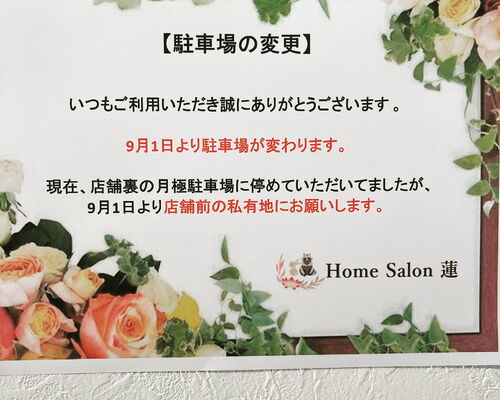 【駐車場の変更】
いつもご利用いただき誠にありがとうございます。
9月1日より駐車場が変わります。
現在、店舗裏の月極駐車場に停めていただいてましたが、
9月1日より店舗前の私有地にお願いします。
Home Salon 蓮